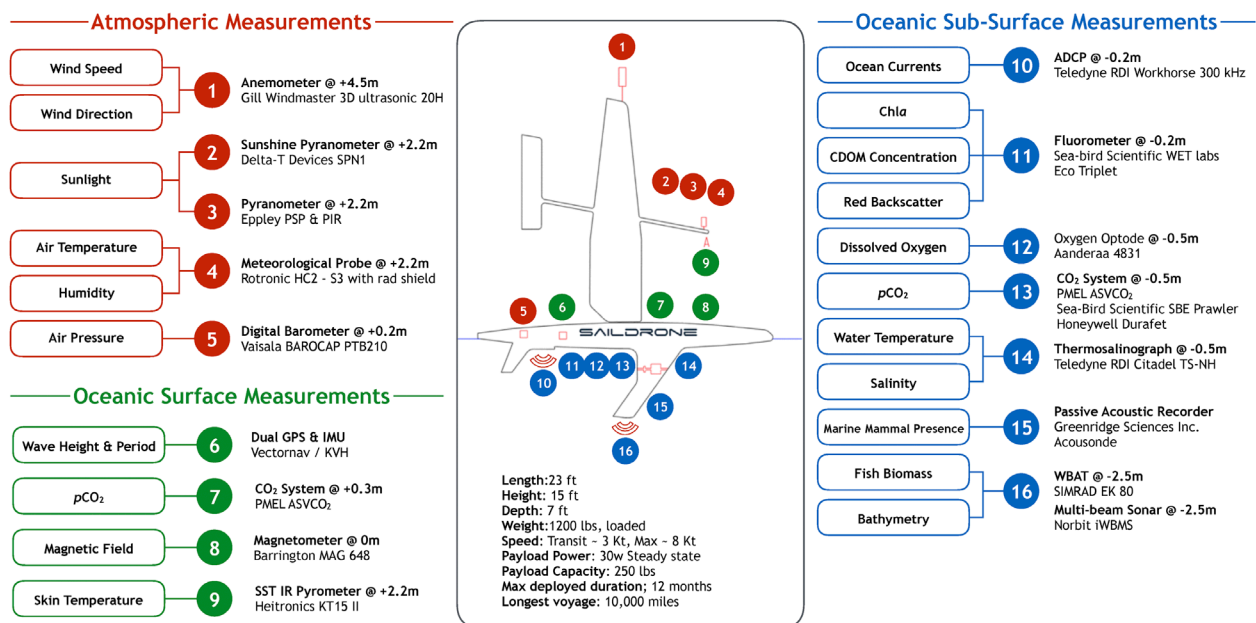 Atmospheric Measurements
Wind Speed
Wind Direction
1
Anemometer @ +4.5m
Gill Windmaster 3D ultrasonic 20H
Sunlight
2
Sunshine Pyranometer @ +2.2m
Delta-T Devices SPN1
3
Pyranometer @ +2.2m
Eppley PSP & PIR
Air Temperature
Humidity
4
Meteorological Probe @ +2.2m
Rotronic HC2 - S3 with rad shield
Air Pressure
5
Digital Barometer @ +0.2m
Vaisala BAROCAP PTB210
Oceanic Surface Measurements
Wave Height & Period
6
Dual GPS & IMU
Vectornav / KVH
pCO₂
7
CO₂ System @ +0.3m
PMEL ASVCO₂
Magnetic Field
8
Magnetometer @ 0m
Barrington MAG 648
Skin Temperature
9
SST IR Pyrometer @ +2.2m
Heitronics KT15 II
1
2 3 4
9
5 6 7 8
SAILDRONE
10 11 12 13 14
15
16
Length:23 ft
Height: 15 ft
Depth: 7 ft
Weight:1200 lbs, loaded
Speed: Transit ~ 3 Kt, Max ~ 8 Kt
Payload Power: 30w Steady state
Payload Capacity: 250 lbs
Max deployed duration; 12 months
Longest voyage: 10,000 miles
Oceanic Sub-Surface Measurements
Ocean Currents
10
ADCP @ -0.2m
Teledyne RDI Workhorse 300 kHz
Chla
CDOM Concentration
Red Backscatter
11
Fluorometer @ -0.2m
Sea-bird Scientific WET labs
Eco Triplet
Dissolved Oxygen
12
Oxygen Optode @ -0.5m
Aanderaa 4831
pCO₂
13
CO₂ System @ -0.5m
PMEL ASVCO₂
Sea-Bird Scientific SBE Prawler
Honeywell Durafet
Water Temperature
Salinity
14
Thermosalinograph @ -0.5m
Teledyne RDI Citadel TS-NH
Marine Mammal Presence
15
Passive Acoustic Recorder
Greenridge Sciences Inc.
Acousonde
Fish Biomass
Bathymetry
16
WBAT @ -2.5m
SIMRAD EK 80
Multi-beam Sonar @ -2.5m
Norbit iWBMS